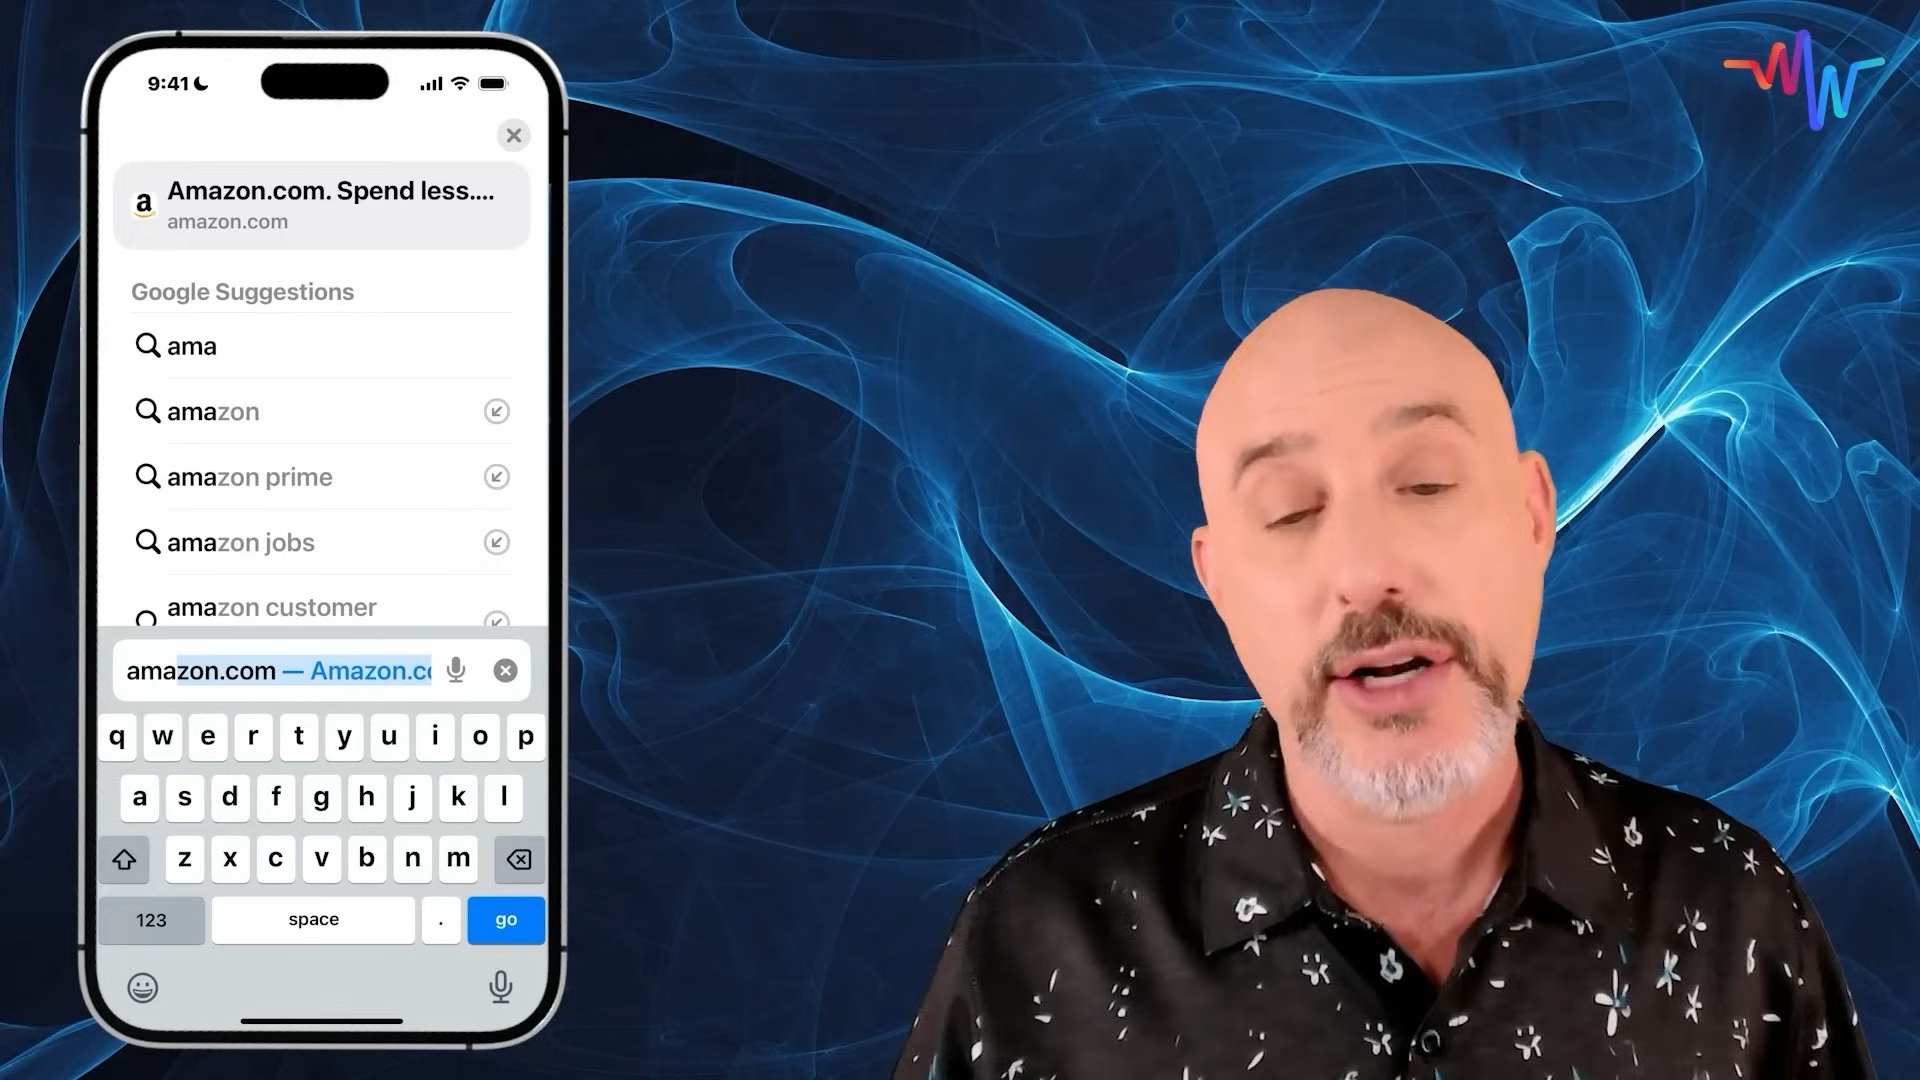 9:41
Amazon.com. Spend less....
amazon.com
Google Suggestions
ama
amazon
amazon prime
amazon jobs
amazon customer
amazon.com — Amazon.co
q w e r t y u i o p
a s d f g h j k l
z x c v b n m
123 space . go